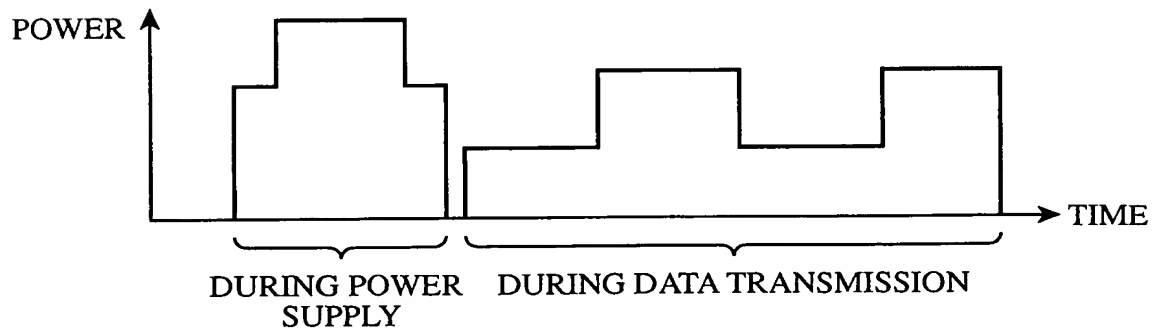 POWER
TIME
DURING POWER
SUPPLY
DURING DATA TRANSMISSION